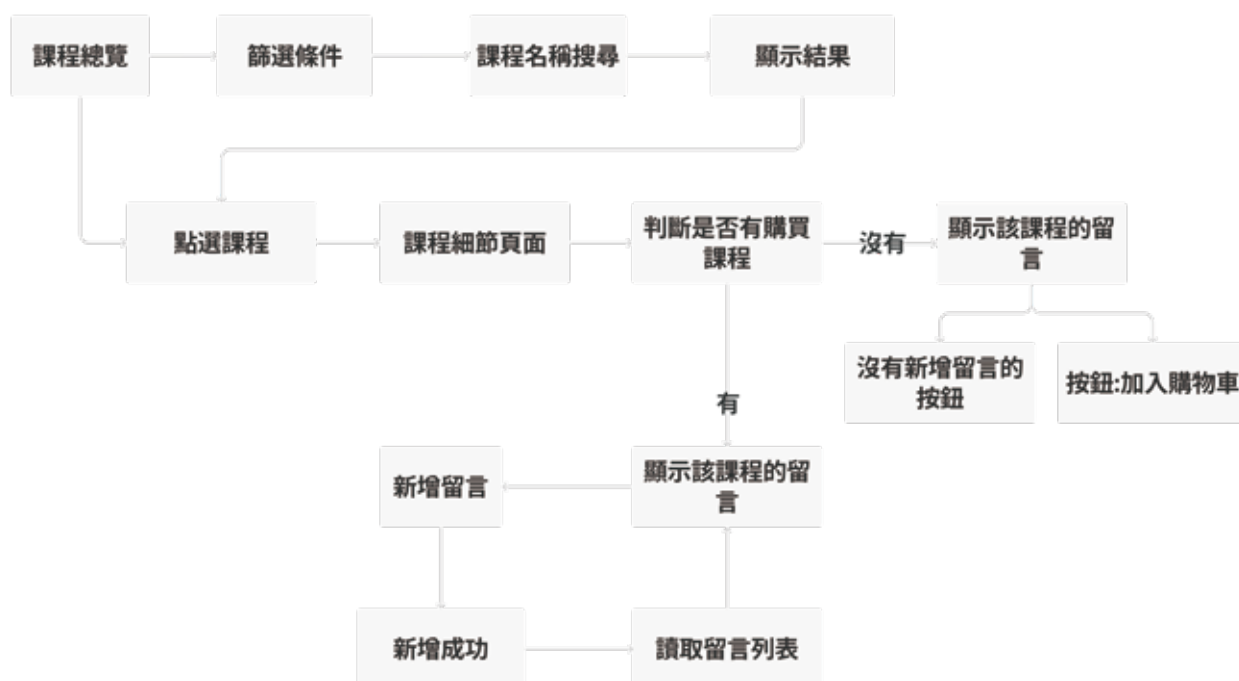 課程總覽
篩選條件
課程名稱搜尋
顯示結果
點選課程
課程細節頁面
判斷是否有購買
課程
沒有
顯示該課程的留
言
沒有新增留言的
按鈕
按鈕:加入購物車
有
新增留言
顯示該課程的留
言
新增成功
讀取留言列表